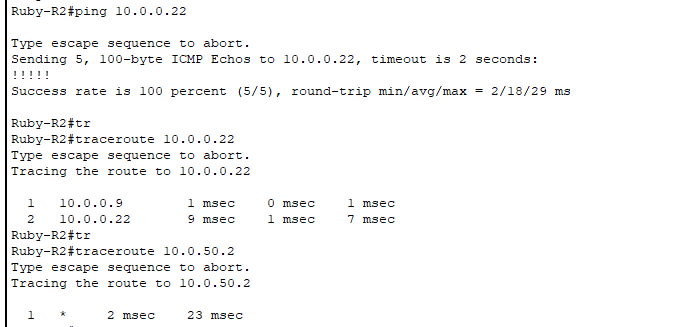 Ruby-R2#ping 10.0.0.22
Type escape sequence to abort.
Sending 5, 100-byte ICMP Echos to 10.0.0.22, timeout is 2 seconds:
!!!!!
Success rate is 100 percent (5/5), round-trip min/avg/max = 2/18/29 ms
Ruby-R2#tr
Ruby-R2#traceroute 10.0.0.22
Type escape sequence to abort.
Tracing the route to 10.0.0.22
1 10.0.0.9 1 msec 0 msec 1 msec
2 10.0.0.22 9 msec 1 msec 7 msec
Ruby-R2#tr
Ruby-R2#traceroute 10.0.50.2
Type escape sequence to abort.
Tracing the route to 10.0.50.2
1 * 2 msec 23 msec